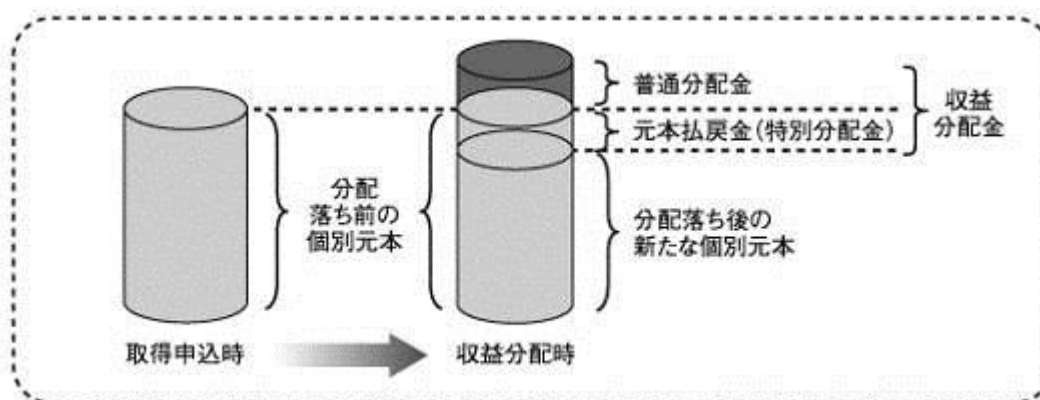 普通分配金
収益
分配金
元本払戻金(特別分配金)
分配
落ち前の
個別元本
分配落ち後の
新たな個別元本
取得申込時
収益分配時